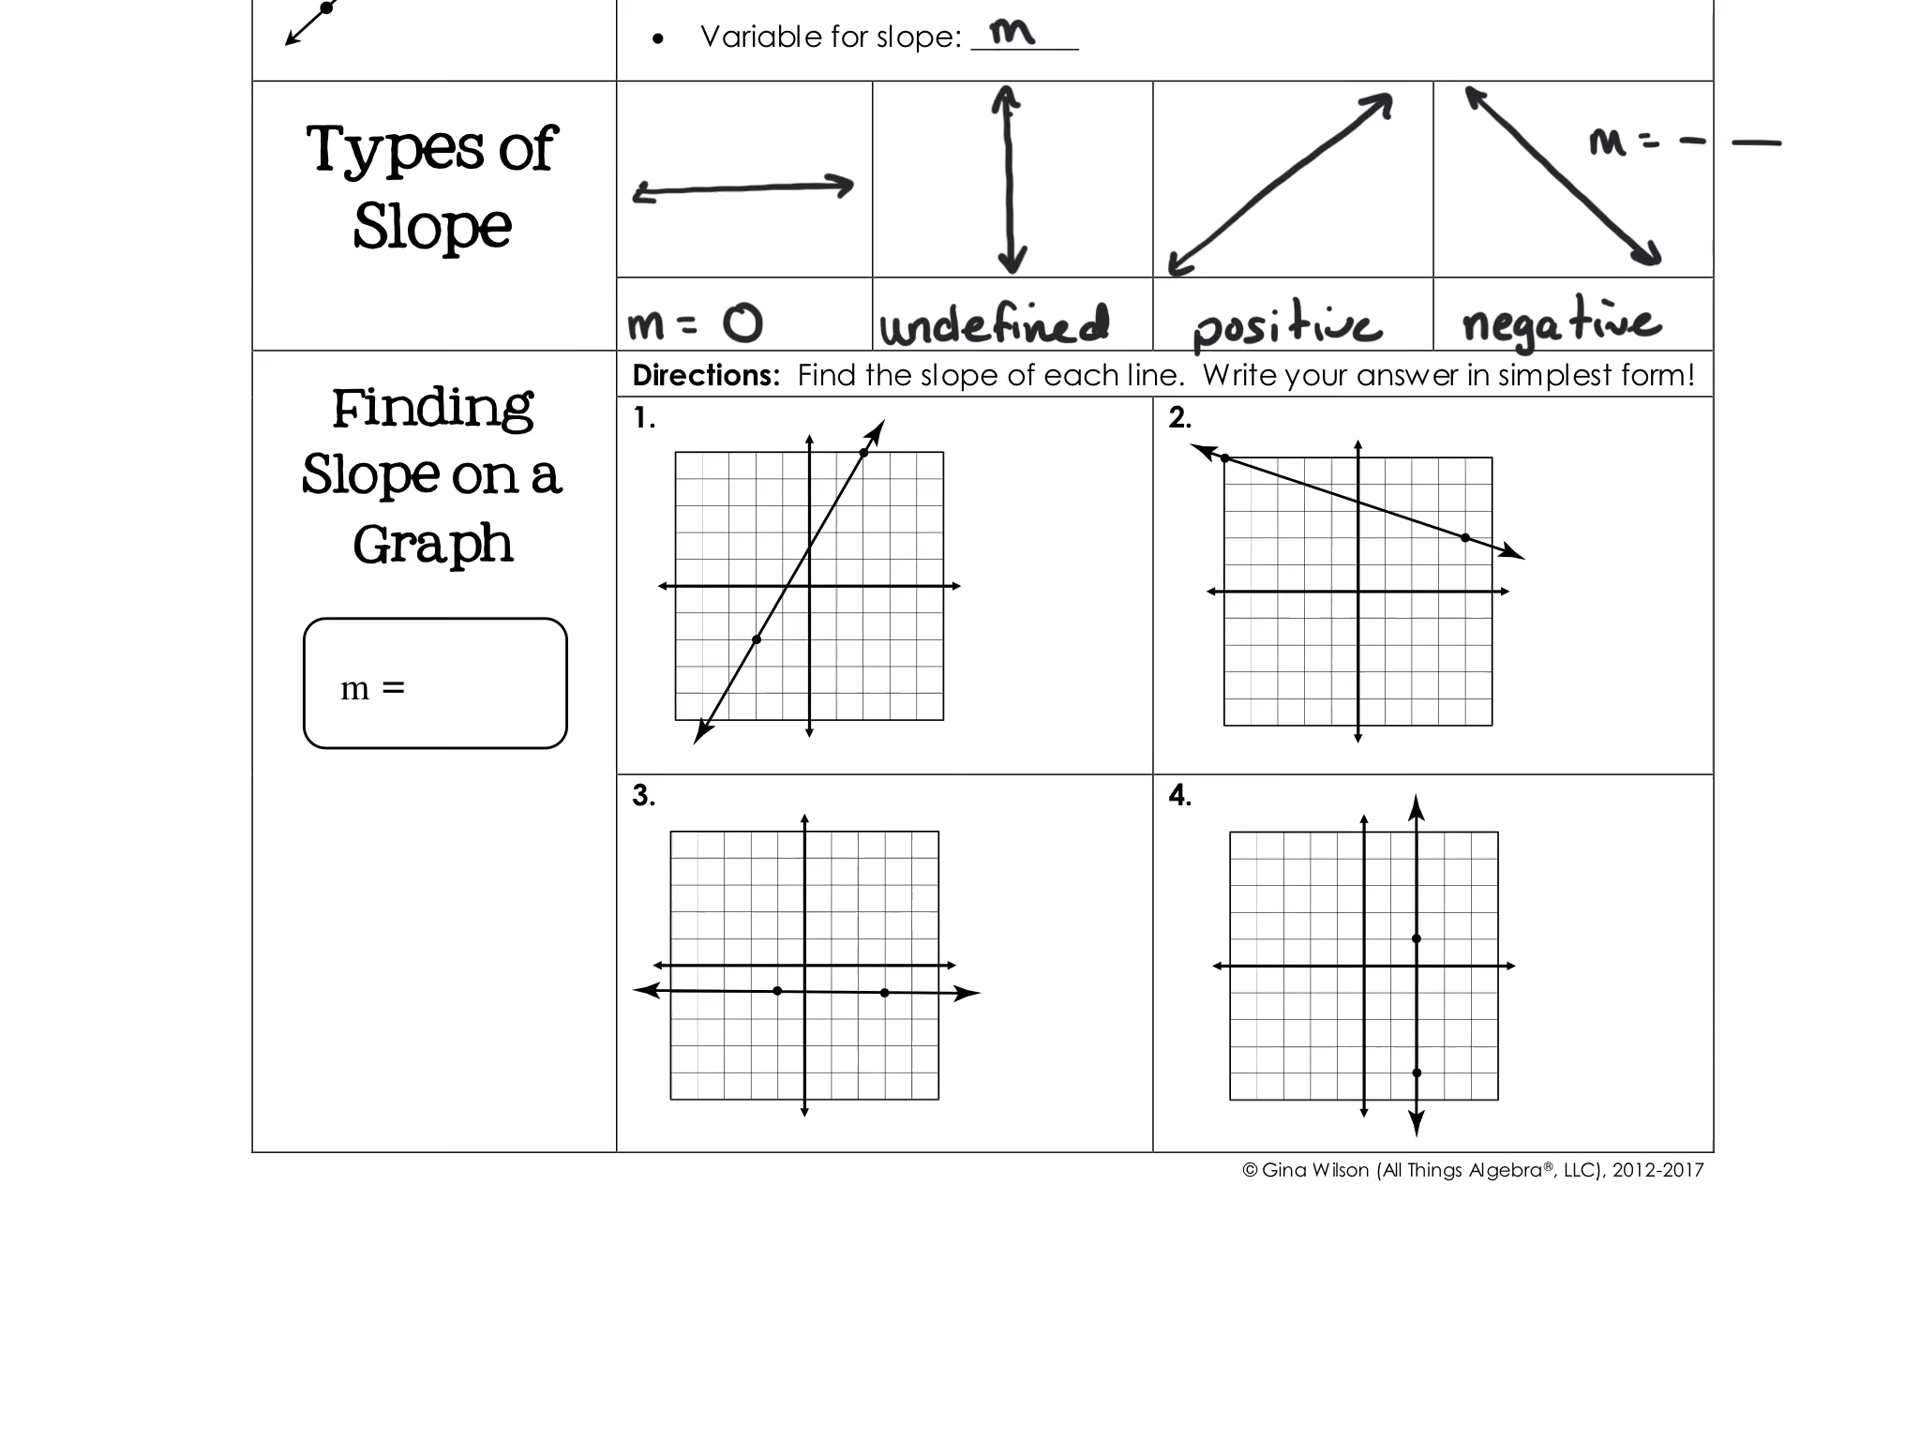 • Variable for slope: m
Types of
Slope
m = – —
m = 0
undefined
positive
negative
Finding
Slope on a
Graph
m =
Directions: Find the slope of each line. Write your answer in simplest form!
1.
2.
3.
4.
© Gina Wilson (All Things Algebra®, LLC), 2012-2017